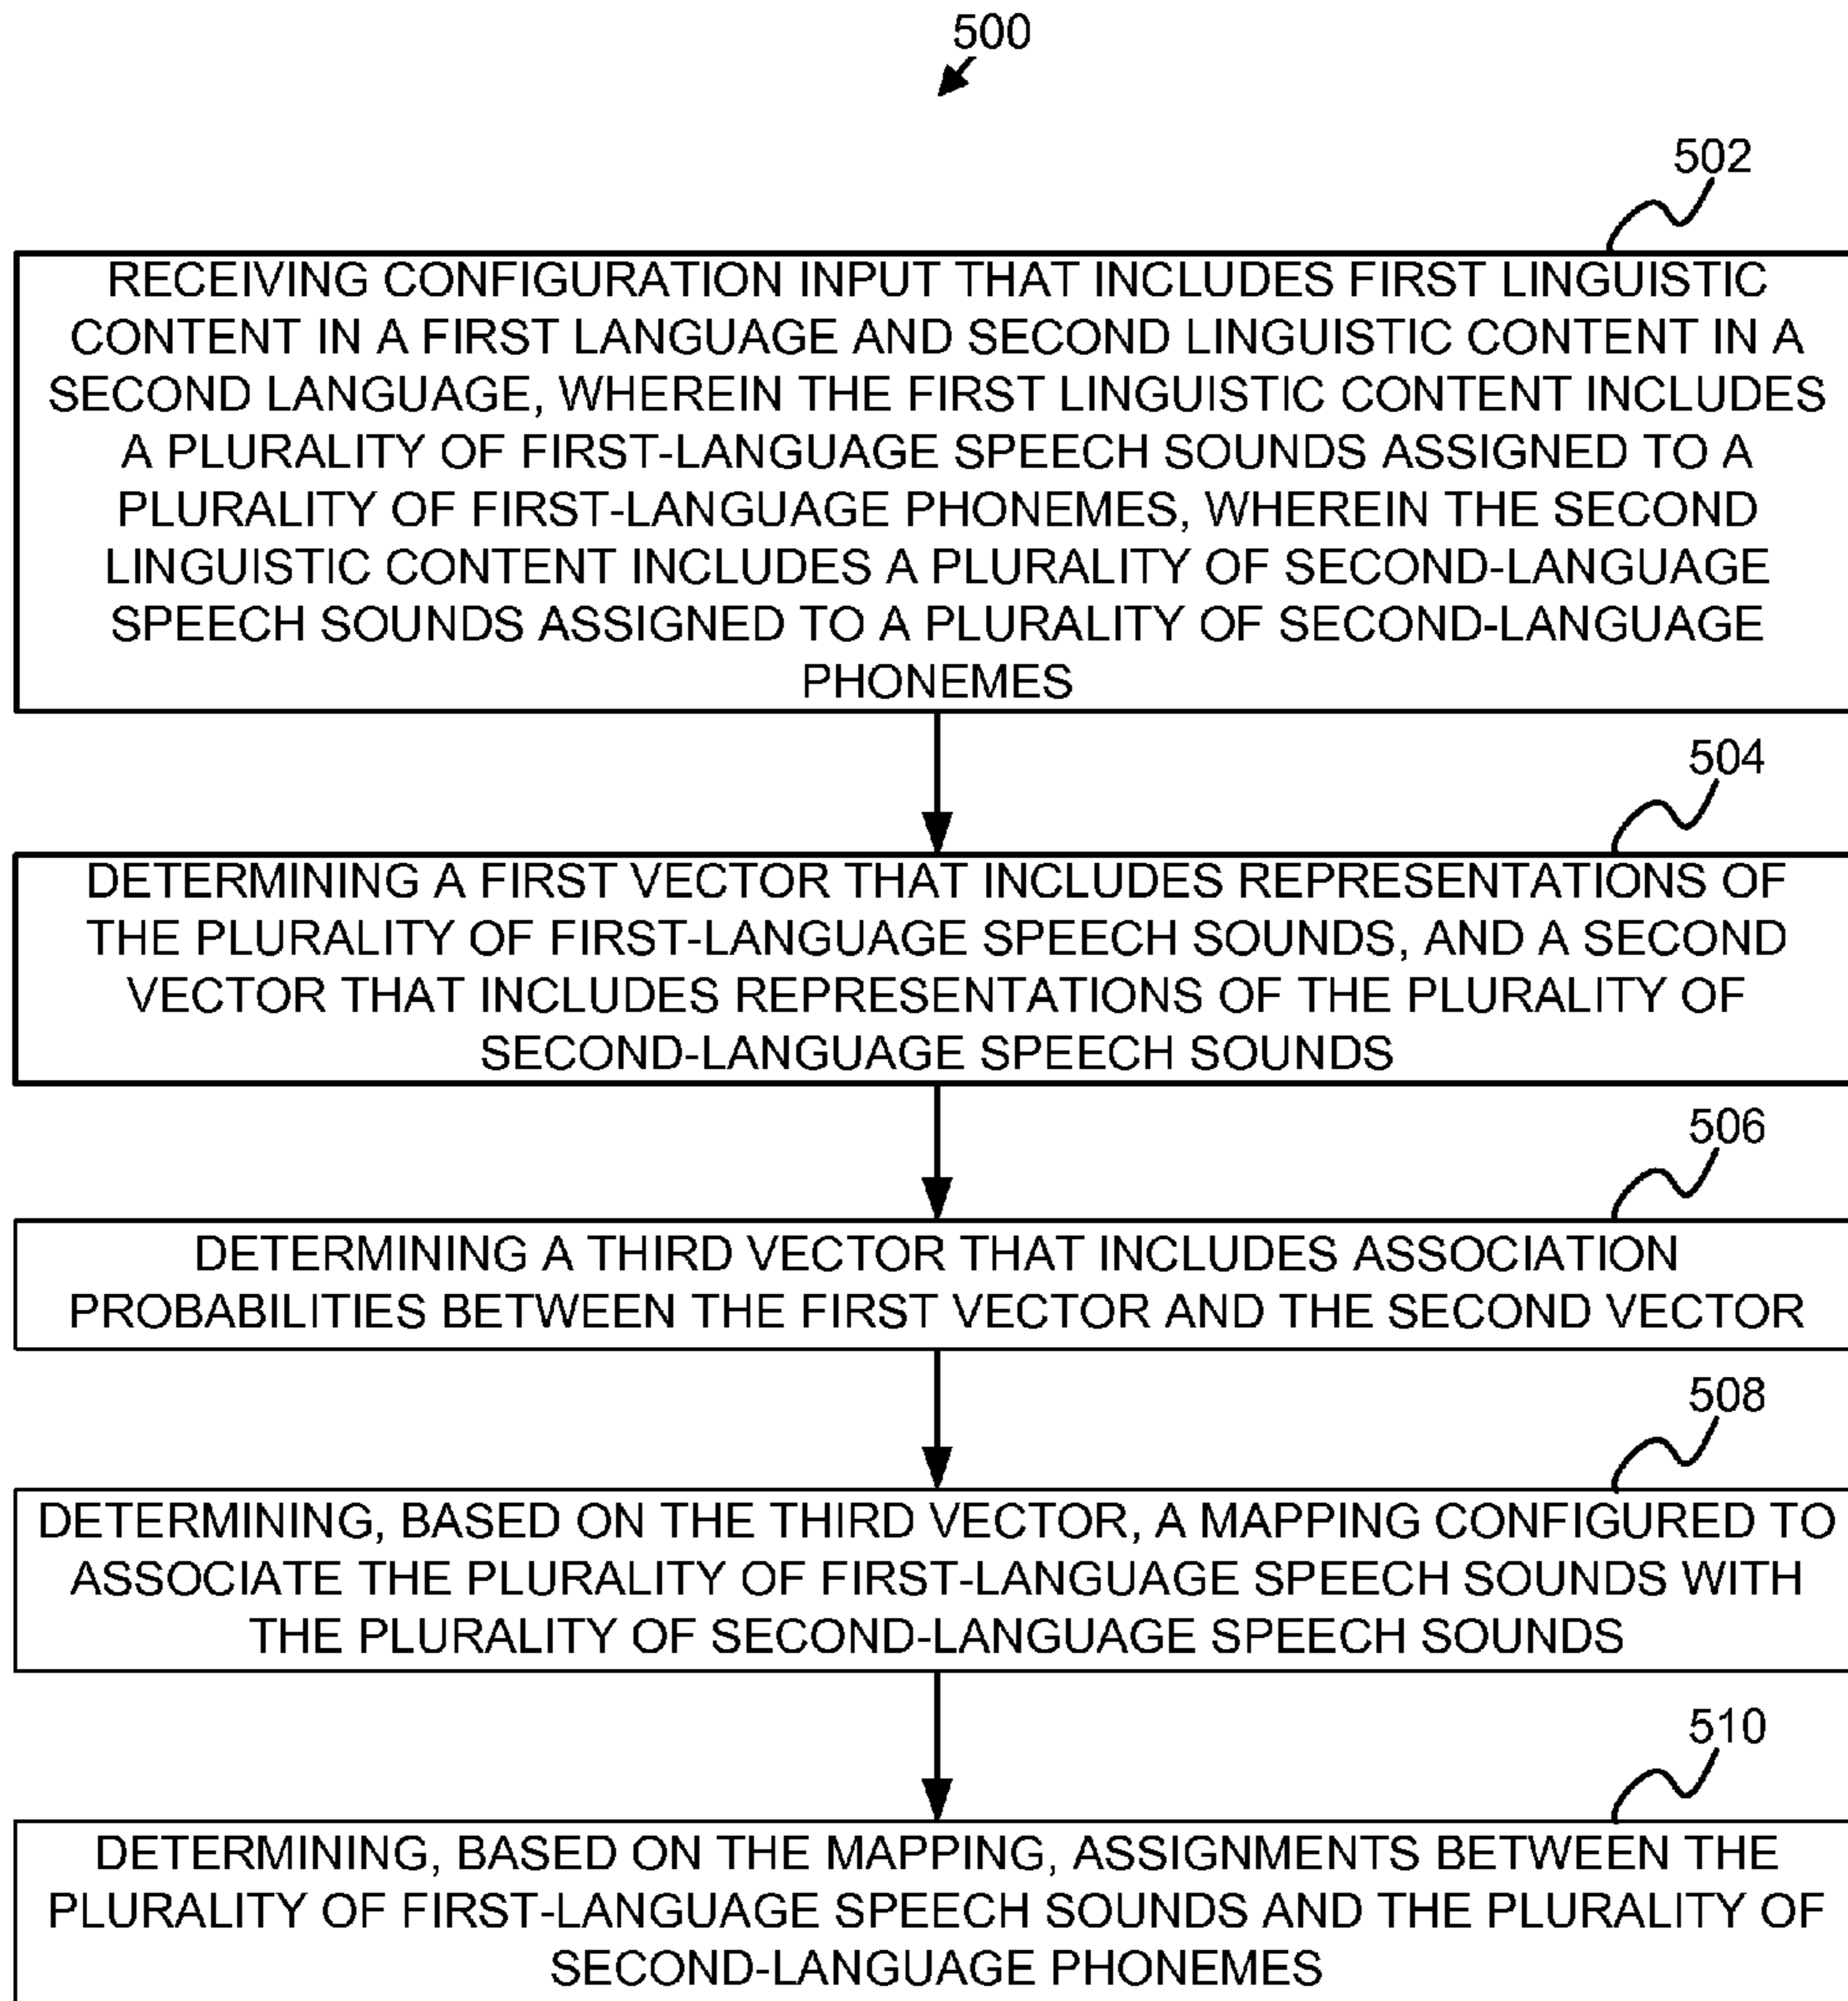 500
502
RECEIVING CONFIGURATION INPUT THAT INCLUDES FIRST LINGUISTIC
CONTENT IN A FIRST LANGUAGE AND SECOND LINGUISTIC CONTENT IN A
SECOND LANGUAGE, WHEREIN THE FIRST LINGUISTIC CONTENT INCLUDES
A PLURALITY OF FIRST-LANGUAGE SPEECH SOUNDS ASSIGNED TO A
PLURALITY OF FIRST-LANGUAGE PHONEMES, WHEREIN THE SECOND
LINGUISTIC CONTENT INCLUDES A PLURALITY OF SECOND-LANGUAGE
SPEECH SOUNDS ASSIGNED TO A PLURALITY OF SECOND-LANGUAGE
PHONEMES
504
DETERMINING A FIRST VECTOR THAT INCLUDES REPRESENTATIONS OF
THE PLURALITY OF FIRST-LANGUAGE SPEECH SOUNDS, AND A SECOND
VECTOR THAT INCLUDES REPRESENTATIONS OF THE PLURALITY OF
SECOND-LANGUAGE SPEECH SOUNDS
506
DETERMINING A THIRD VECTOR THAT INCLUDES ASSOCIATION
PROBABILITIES BETWEEN THE FIRST VECTOR AND THE SECOND VECTOR
508
DETERMINING, BASED ON THE THIRD VECTOR, A MAPPING CONFIGURED TO
ASSOCIATE THE PLURALITY OF FIRST-LANGUAGE SPEECH SOUNDS WITH
THE PLURALITY OF SECOND-LANGUAGE SPEECH SOUNDS
510
DETERMINING, BASED ON THE MAPPING, ASSIGNMENTS BETWEEN THE
PLURALITY OF FIRST-LANGUAGE SPEECH SOUNDS AND THE PLURALITY OF
SECOND-LANGUAGE PHONEMES